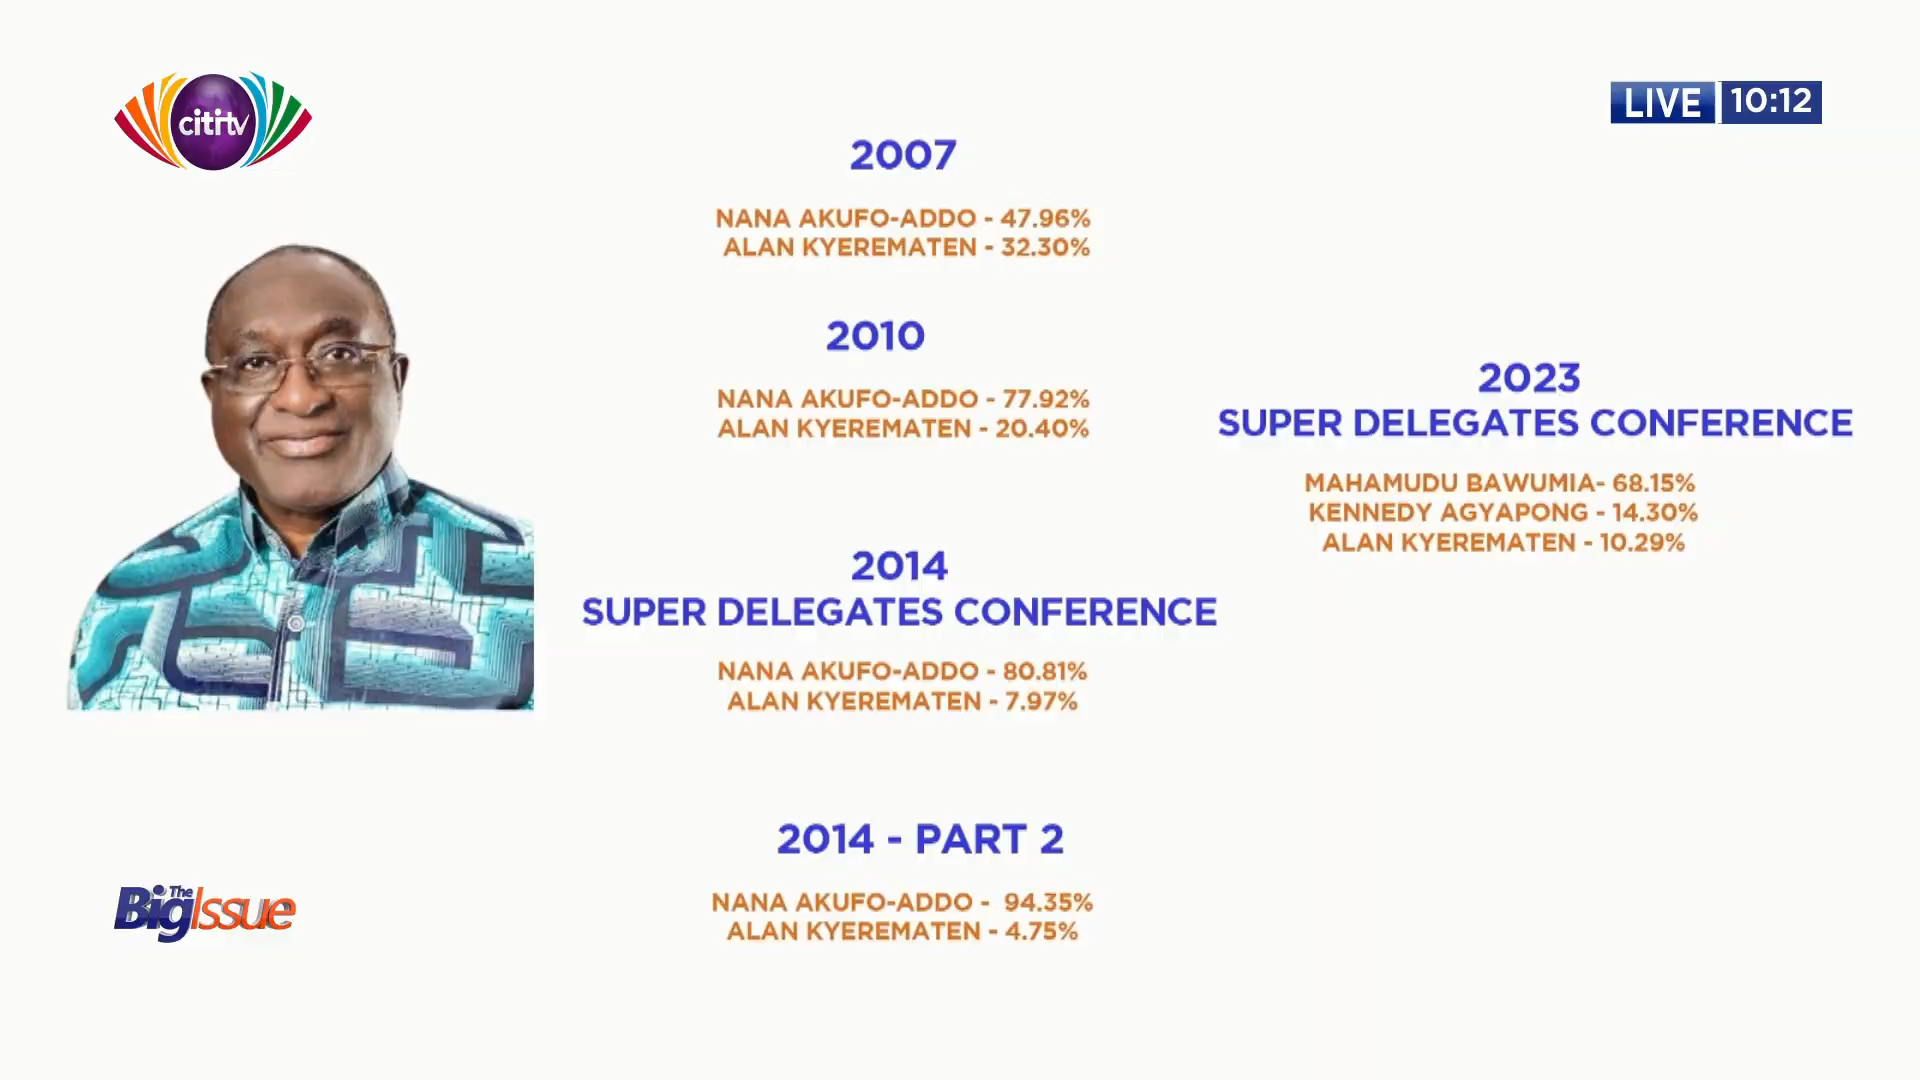 citi tv
LIVE 10:12
2007
NANA AKUFO-ADDO - 47.96%
ALAN KYEREMATEN - 32.30%
2010
NANA AKUFO-ADDO - 77.92%
ALAN KYEREMATEN - 20.40%
2014
SUPER DELEGATES CONFERENCE
NANA AKUFO-ADDO - 80.81%
ALAN KYEREMATEN - 7.97%
2014 - PART 2
NANA AKUFO-ADDO - 94.35%
ALAN KYEREMATEN - 4.75%
2023
SUPER DELEGATES CONFERENCE
MAHAMUDU BAWUMIA- 68.15%
KENNEDY AGYAPONG - 14.30%
ALAN KYEREMATEN - 10.29%
The
BigIssue